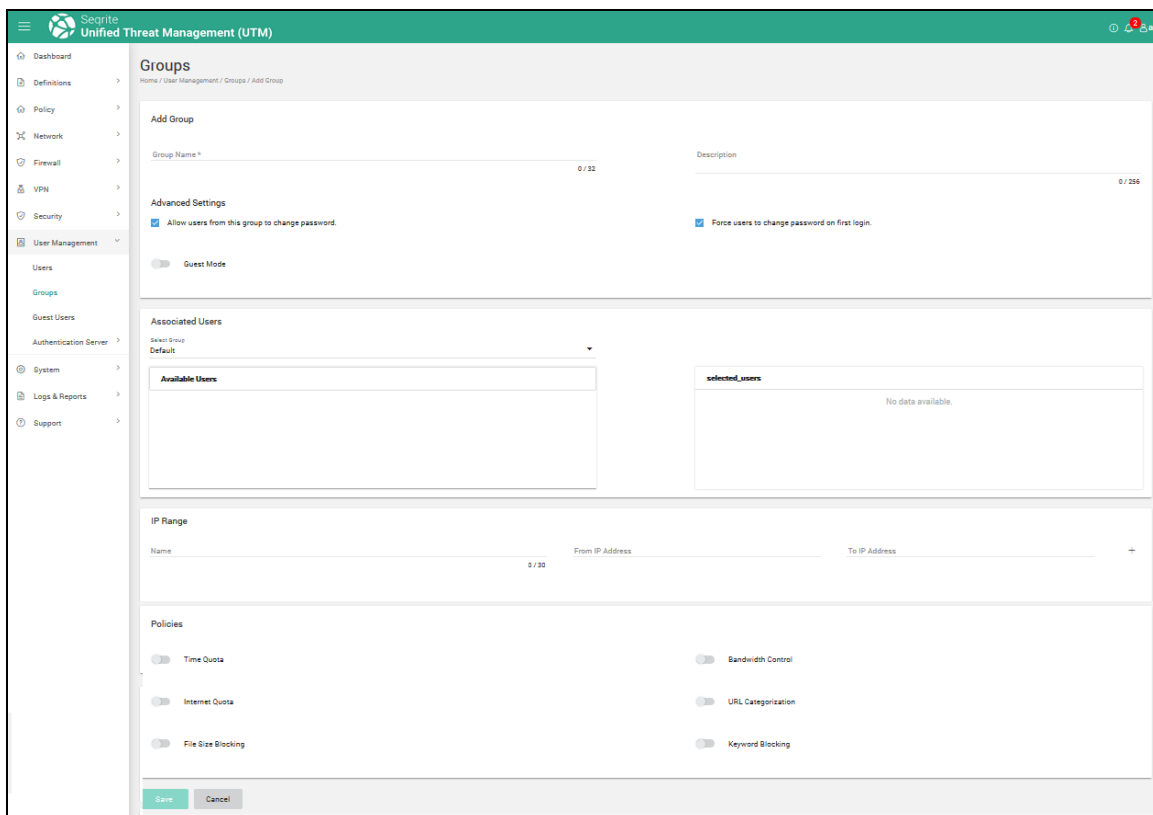 Seqrite
Unified Threat Management (UTM)
2
Dashboard
Definitions
Policy
Network
Firewall
VPN
Security
User Management
Users
Groups
Guest Users
Authentication Server
System
Logs & Reports
Support
Groups
Home / User Management / Groups / Add Group
Add Group
Group Name *
0 / 32
Description
0 / 256
Advanced Settings
Allow users from this group to change password.
Force users to change password on first login.
Guest Mode
Associated Users
Select Group
Default
Available Users
selected_users
No data available.
IP Range
Name
0 / 30
From IP Address
To IP Address
Policies
Time Quota
Bandwidth Control
Internet Quota
URL Categorization
File Size Blocking
Keyword Blocking
Save
Cancel